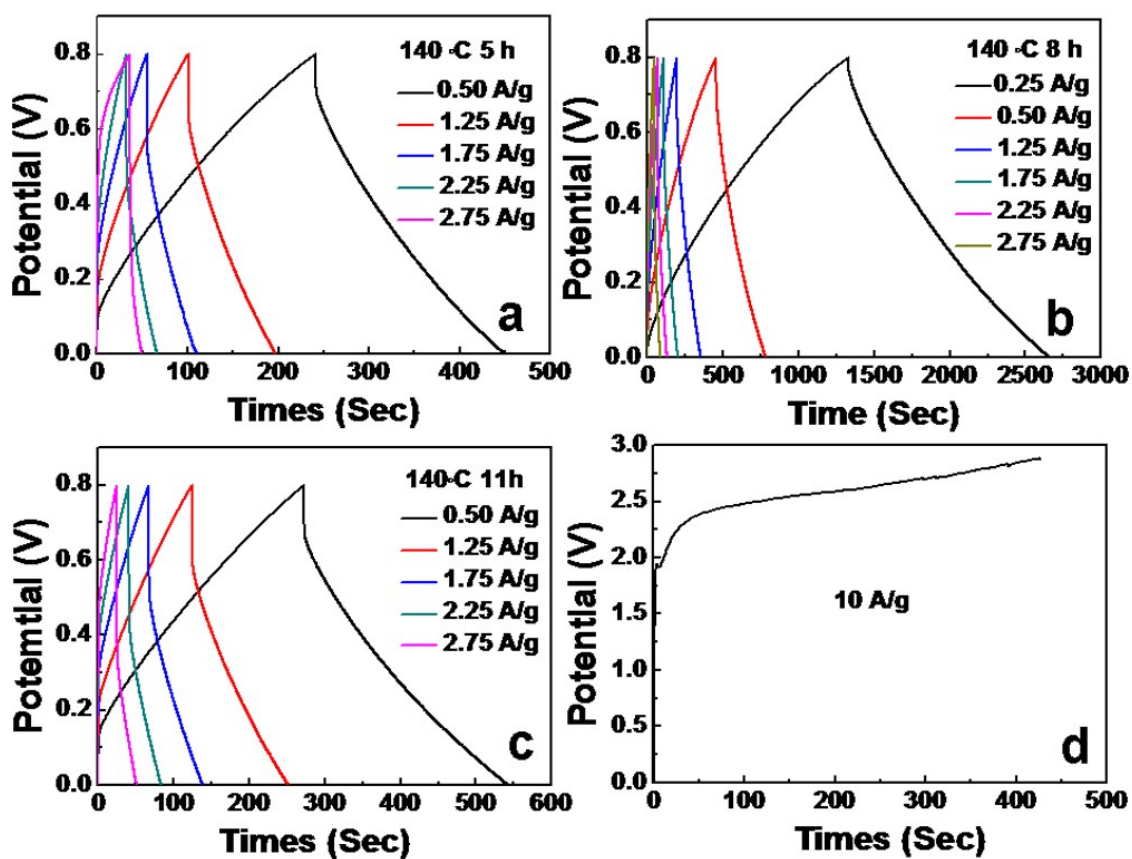 140 ◦C 5 h
0.50 A/g
1.25 A/g
1.75 A/g
2.25 A/g
2.75 A/g
a
0.8
0.6
0.4
0.2
0.0
Potential (V)
0 100 200 300 400 500
Times (Sec)
140 ◦C 8 h
0.25 A/g
0.50 A/g
1.25 A/g
1.75 A/g
2.25 A/g
2.75 A/g
b
0.8
0.6
0.4
0.2
0.0
Potential (V)
0 500 1000 1500 2000 2500 3000
Time (Sec)
140◦C 11h
0.50 A/g
1.25 A/g
1.75 A/g
2.25 A/g
2.75 A/g
c
0.8
0.6
0.4
0.2
0.0
Potemtial (V)
0 100 200 300 400 500 600
Times (Sec)
3.0
2.5
2.0
1.5
1.0
0.5
0.0
Potential (V)
10 A/g
d
0 100 200 300 400 500
Times (Sec)